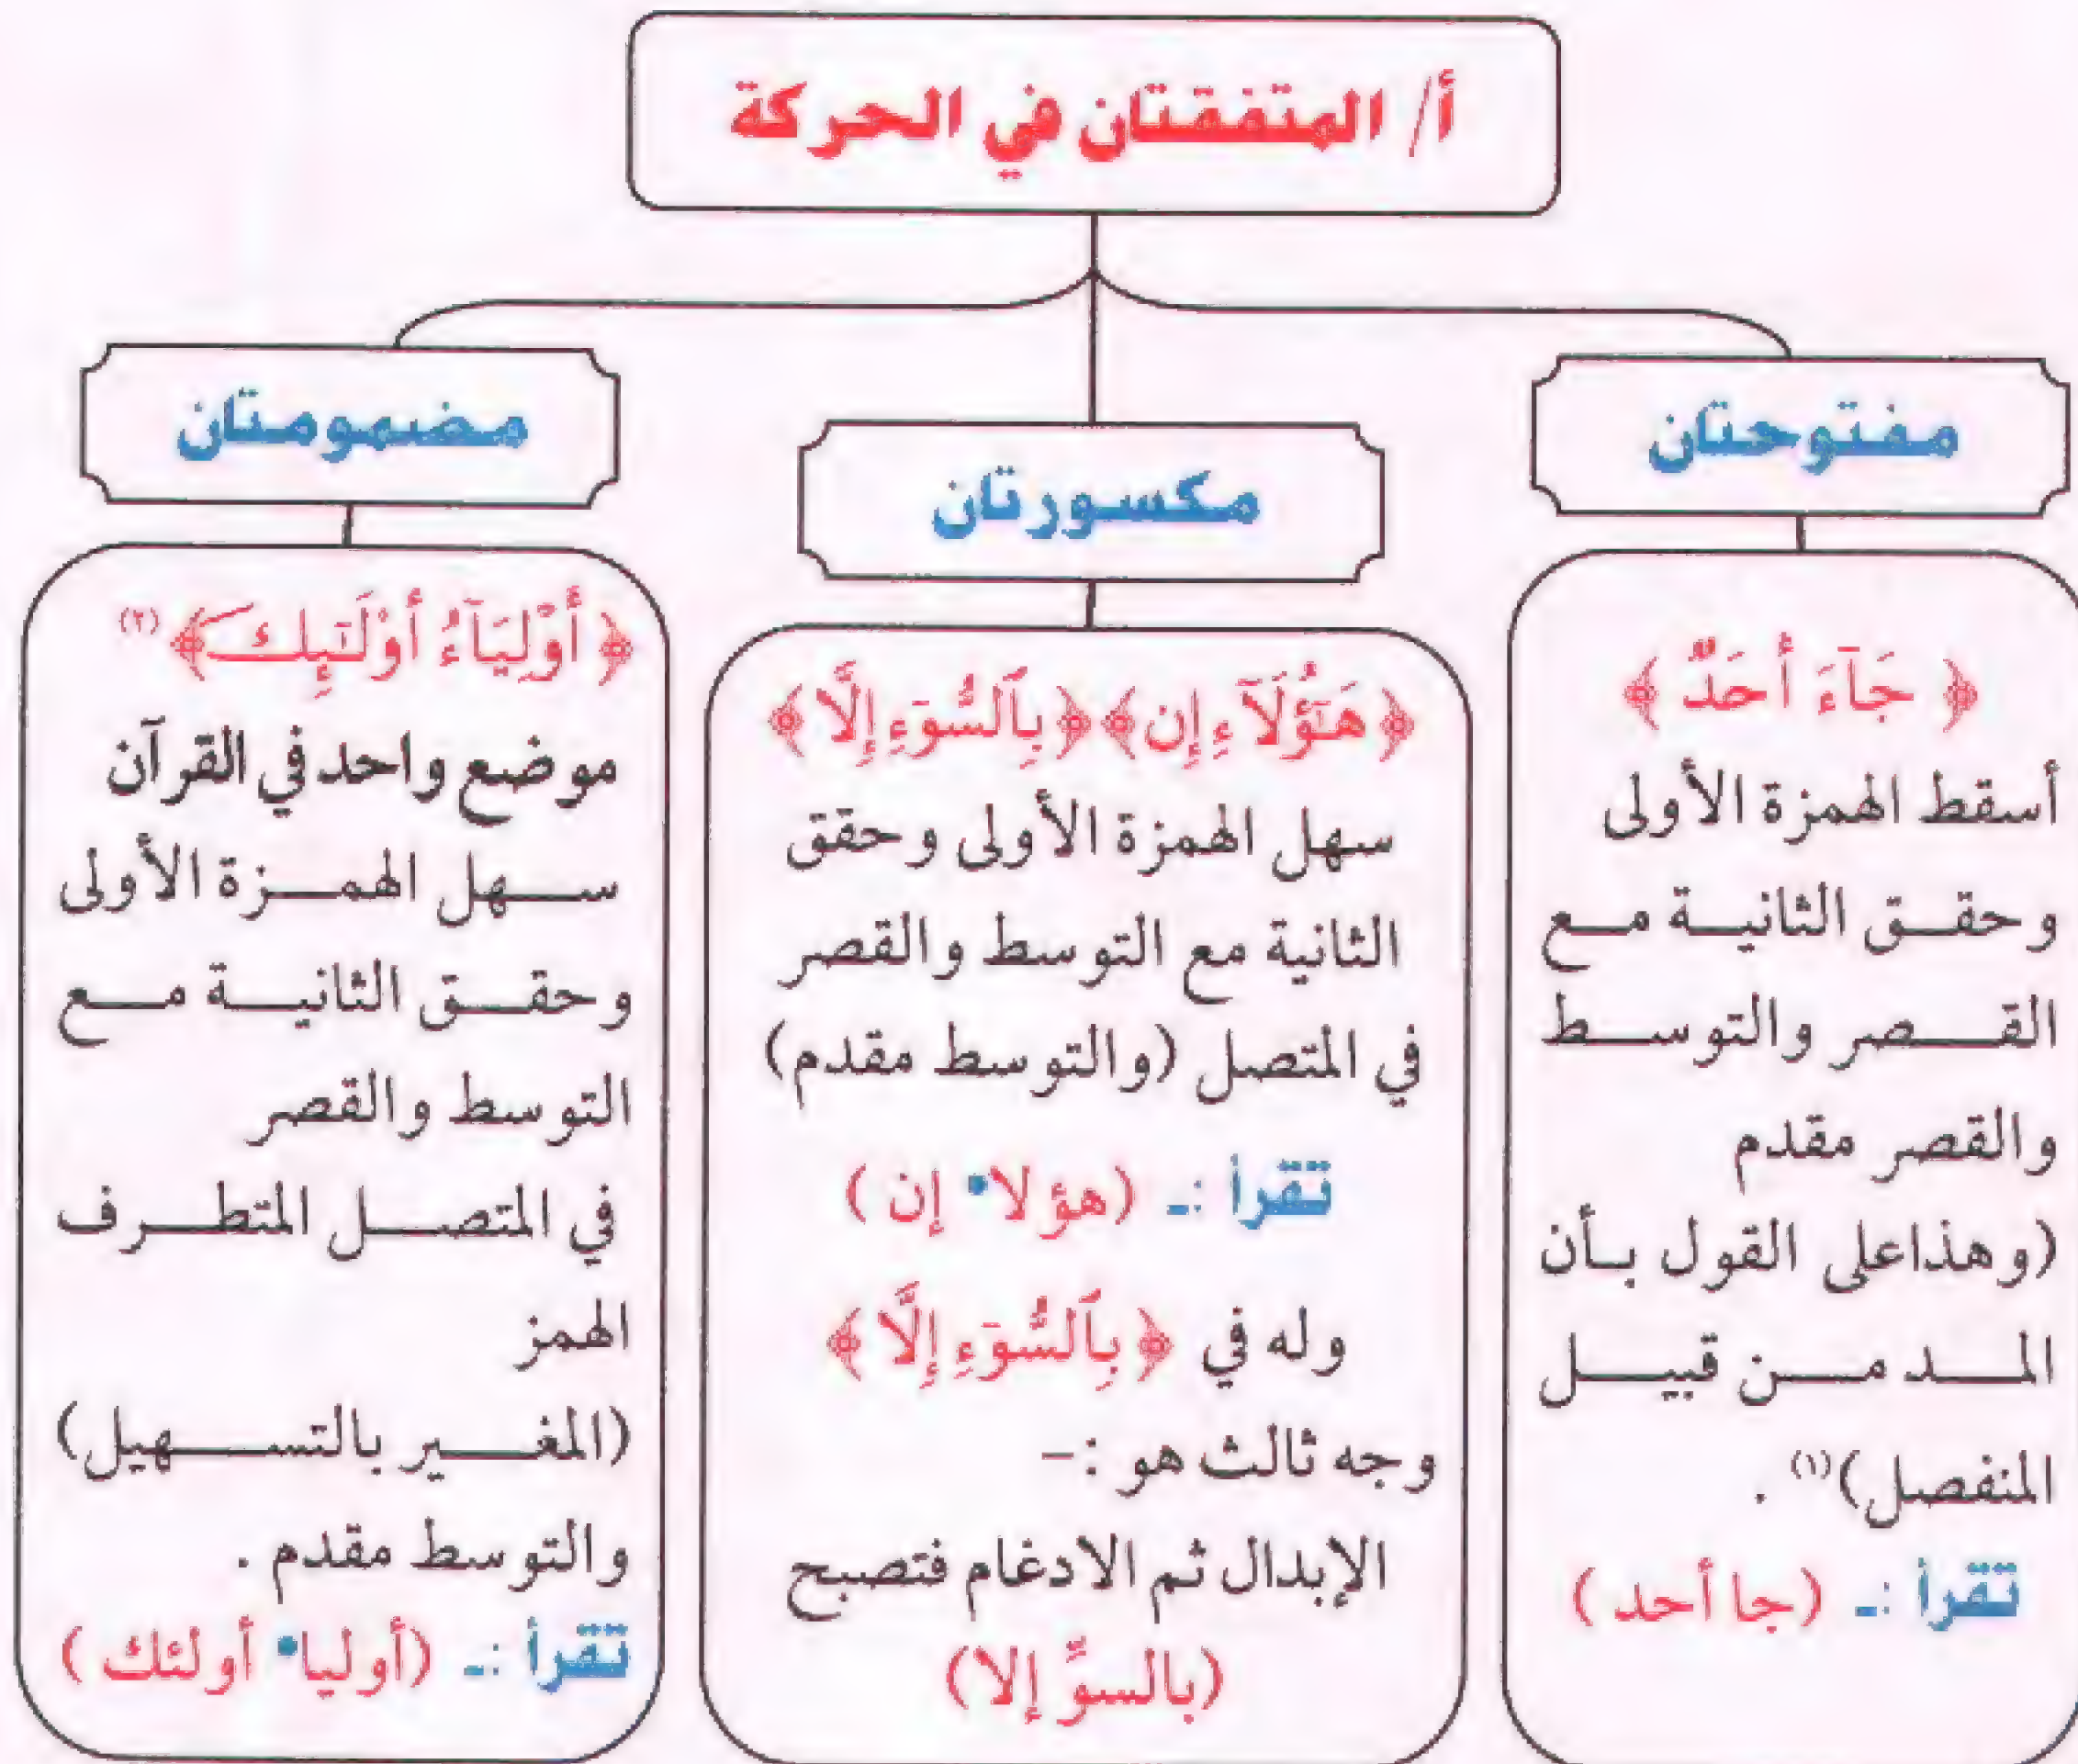 أ/ المتفقتان في الحركة
مفتوحتان
﴿ جَآءَ أَحَدٌ ﴾
أسقط الهمزة الأولى
وحقق الثانية مع
القصر والتوسط
والقصر مقدم
(وهذاعلى القول بأن
المد من قبيل
المنفصل)(١) .
تقرأ :ـ (جا أحد )
مكسورتان
﴿هَٰٓؤُلَآءِ إِن﴾﴿بِٱلسُّوٓءِ إِلَّا﴾
سهل الهمزة الأولى وحقق
الثانية مع التوسط والقصر
في المتصل (والتوسط مقدم)
تقرأ :ـ (هؤلا• إن )
وله في ﴿بِٱلسُّوٓءِ إِلَّا﴾
وجه ثالث هو :-
الإبدال ثم الادغام فتصبح
(بالسوِّ إلا)
مضمومتان
﴿أَوْلِيَآءُ أُوْلَٰٓئِكَ﴾(٢)
موضع واحد في القرآن
سهل الهمزة الأولى
وحقق الثانية مع
التوسط والقصر
في المتصل المتطرف
الهمز
(المغير بالتسهيل)
والتوسط مقدم .
تقرأ :ـ (أوليا• أولئك )